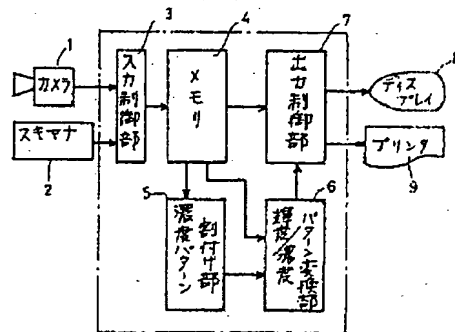 1
カメラ
スキャナ
2
3
入力制御部
4
メモリ
5
濃度パターン
割付け部
6
輝度/濃度
パターン変換部
7
出力制御部
8
ディス
プレイ
プリンタ
9